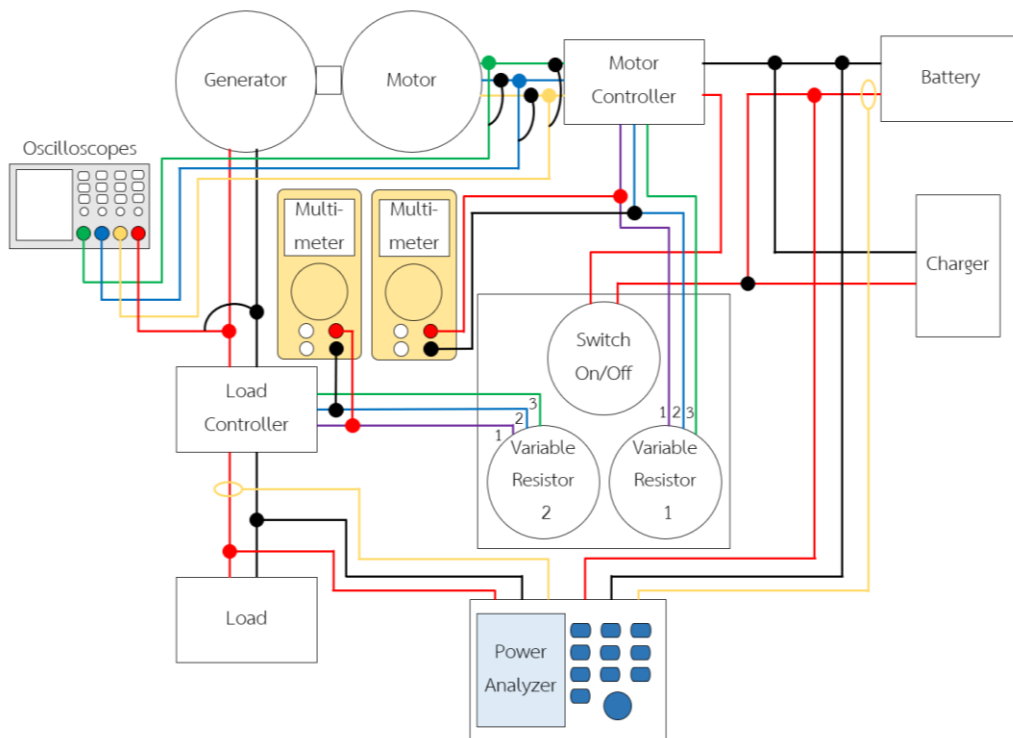 Generator
Motor
Motor
Controller
Battery
Oscilloscopes
Multi-
meter
Multi-
meter
Charger
Switch
On/Off
Load
Controller
3
2
1
1
2
3
Variable
Resistor
2
Variable
Resistor
1
Load
Power
Analyzer